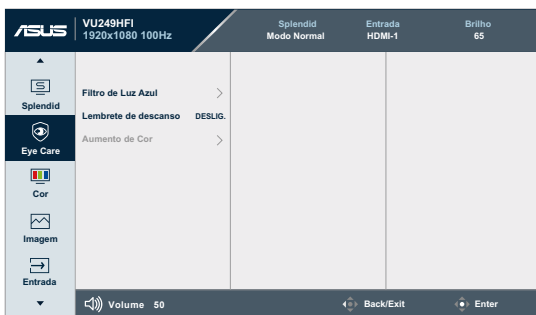 ASUS
VU249HFI
1920x1080 100Hz
Splendid
Modo Normal
Entrada
HDMI-1
Brilho
65
Splendid
Eye Care
Cor
Imagem
Entrada
Filtro de Luz Azul
Lembrete de descanso DESLIG.
Aumento de Cor
Volume 50
Back/Exit
Enter